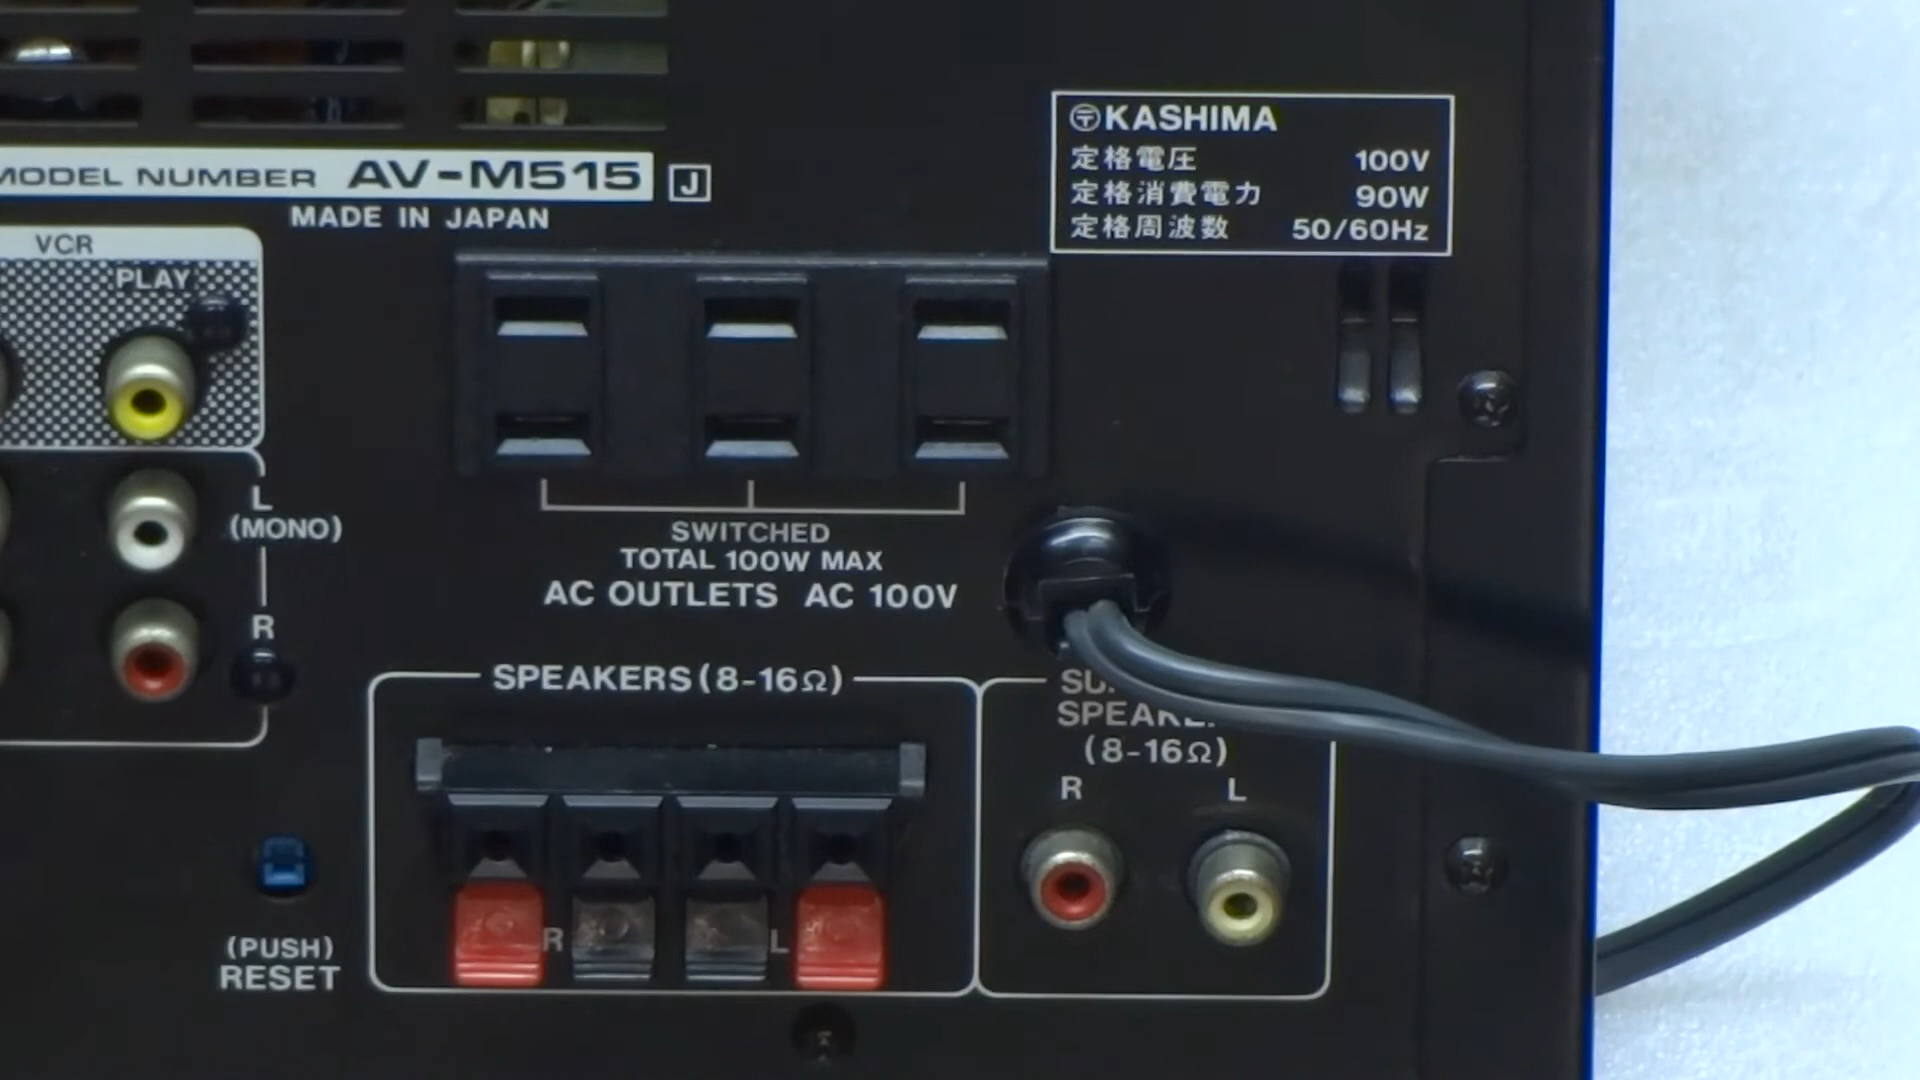 〶KASHIMA
定格電圧 100V
定格消費電力 90W
定格周波数 50/60Hz
MODEL NUMBER AV-M515 J
MADE IN JAPAN
VCR
PLAY
L
(MONO)
R
SWITCHED
TOTAL 100W MAX
AC OUTLETS AC 100V
SPEAKERS (8-16Ω)
(8-16Ω)
R L
R L
(PUSH)
RESET